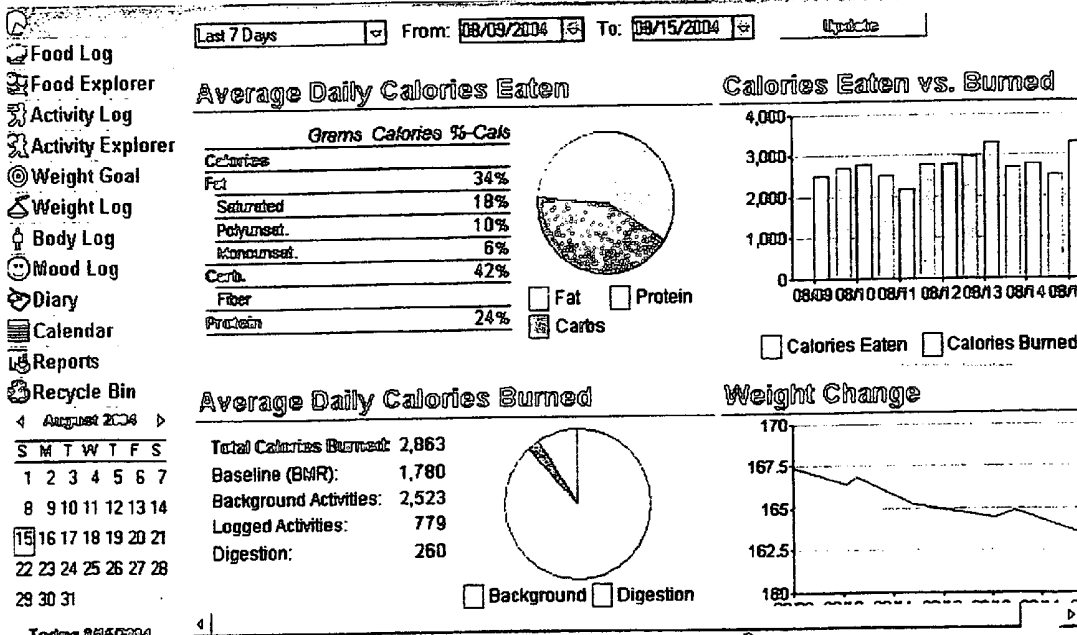 Last 7 Days From: 08/09/2004 To: 08/15/2004 Update
Food Log
Food Explorer
Activity Log
Activity Explorer
Weight Goal
Weight Log
Body Log
Mood Log
Diary
Calendar
Reports
Recycle Bin
August 2004
S M T W T F S
1 2 3 4 5 6 7
8 9 10 11 12 13 14
15 16 17 18 19 20 21
22 23 24 25 26 27 28
29 30 31
Today: 8/15/2004
Average Daily Calories Eaten
Grams Calories %-Cals
Calories
Fat 34%
Saturated 18%
Polyunsat. 10%
Monounsat. 6%
Carb. 42%
Fiber
Protein 24%
Fat Protein
Carbs
Calories Eaten vs. Burned
4,000
3,000
2,000
1,000
0
08/09 08/10 08/11 08/12 08/13 08/14 08/1
Calories Eaten Calories Burned
Average Daily Calories Burned
Total Calories Burned: 2,863
Baseline (BMR): 1,780
Background Activities: 2,523
Logged Activities: 779
Digestion: 260
Background Digestion
Weight Change
170
167.5
165
162.5
160